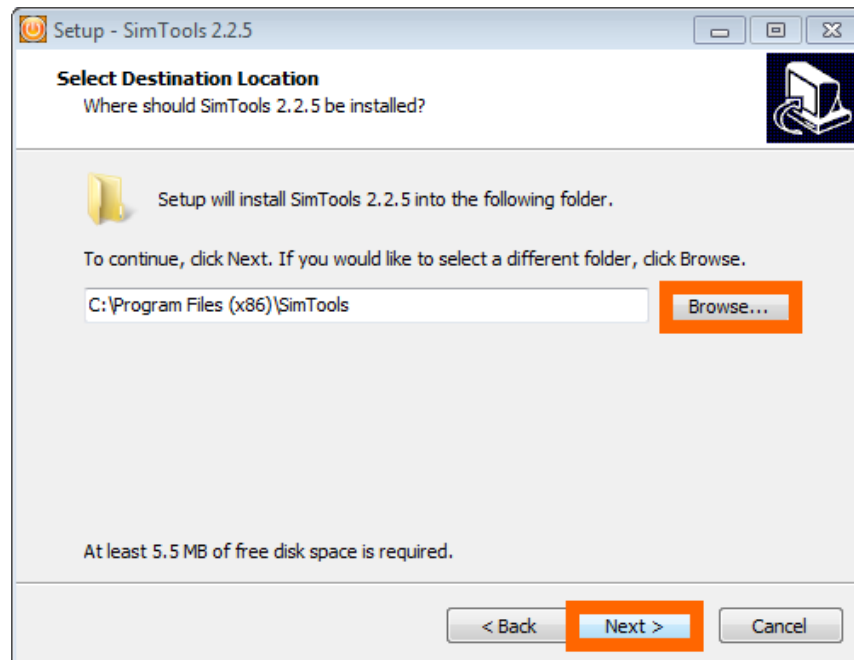 Setup - SimTools 2.2.5
Select Destination Location
Where should SimTools 2.2.5 be installed?
Setup will install SimTools 2.2.5 into the following folder.
To continue, click Next. If you would like to select a different folder, click Browse.
C:\Program Files (x86)\SimTools
Browse...
At least 5.5 MB of free disk space is required.
< Back
Next >
Cancel